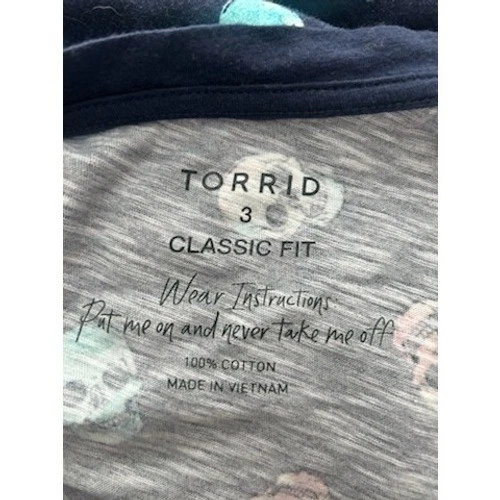 TORRID
3
CLASSIC FIT
Wear Instructions:
Put me on and never take me off
100% COTTON
MADE IN VIETNAM